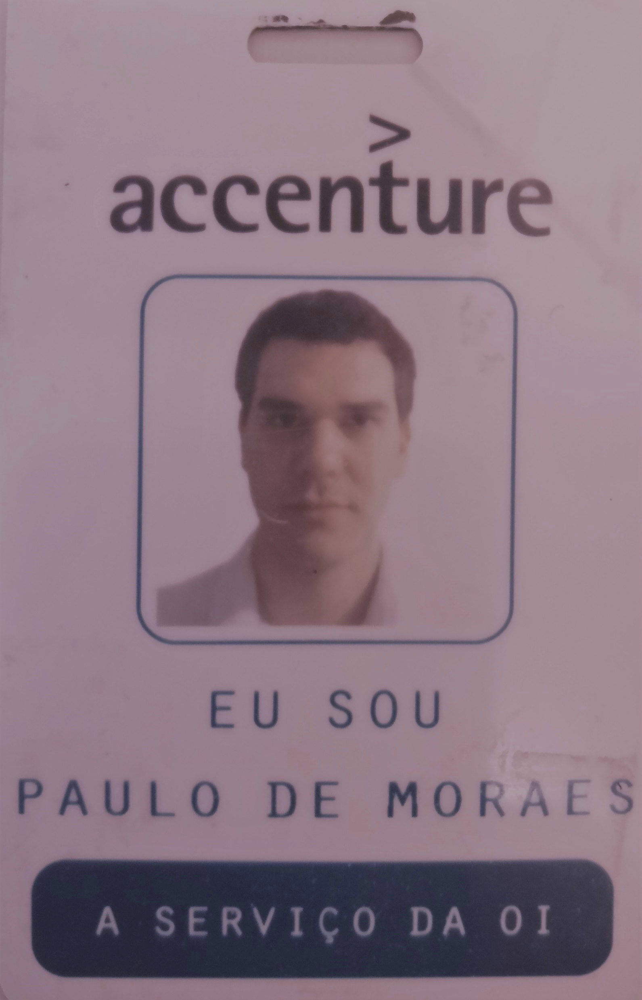 >
accenture
EU SOU
PAULO DE MORAES
A SERVIÇO DA OI